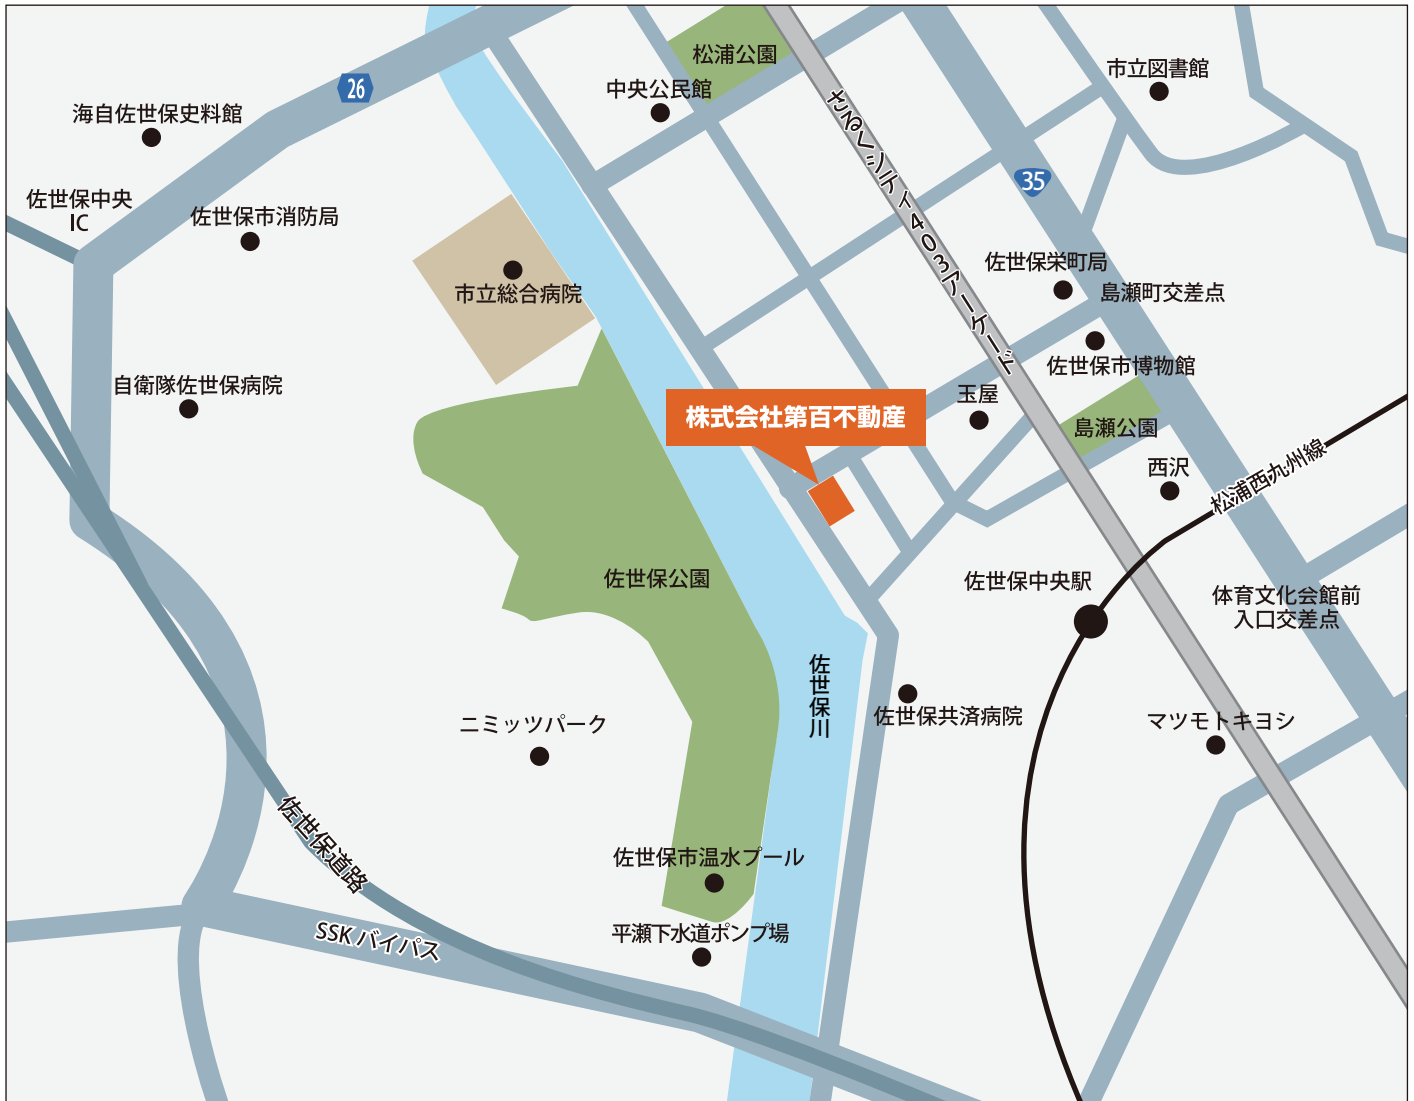 松浦公園
市立図書館
26
中央公民館
海自佐世保史料館
さるくシティ403アーケード
35
佐世保中央
IC
佐世保市消防局
佐世保栄町局
市立総合病院
島瀬町交差点
佐世保市博物館
自衛隊佐世保病院
玉屋
株式会社第百不動産
島瀬公園
西沢
松浦西九州線
佐世保公園
佐世保中央駅
体育文化会館前
入口交差点
佐世保川
佐世保共済病院
マツモトキヨシ
ニミッツパーク
佐世保道路
佐世保市温水プール
SSKバイパス
平瀬下水道ポンプ場